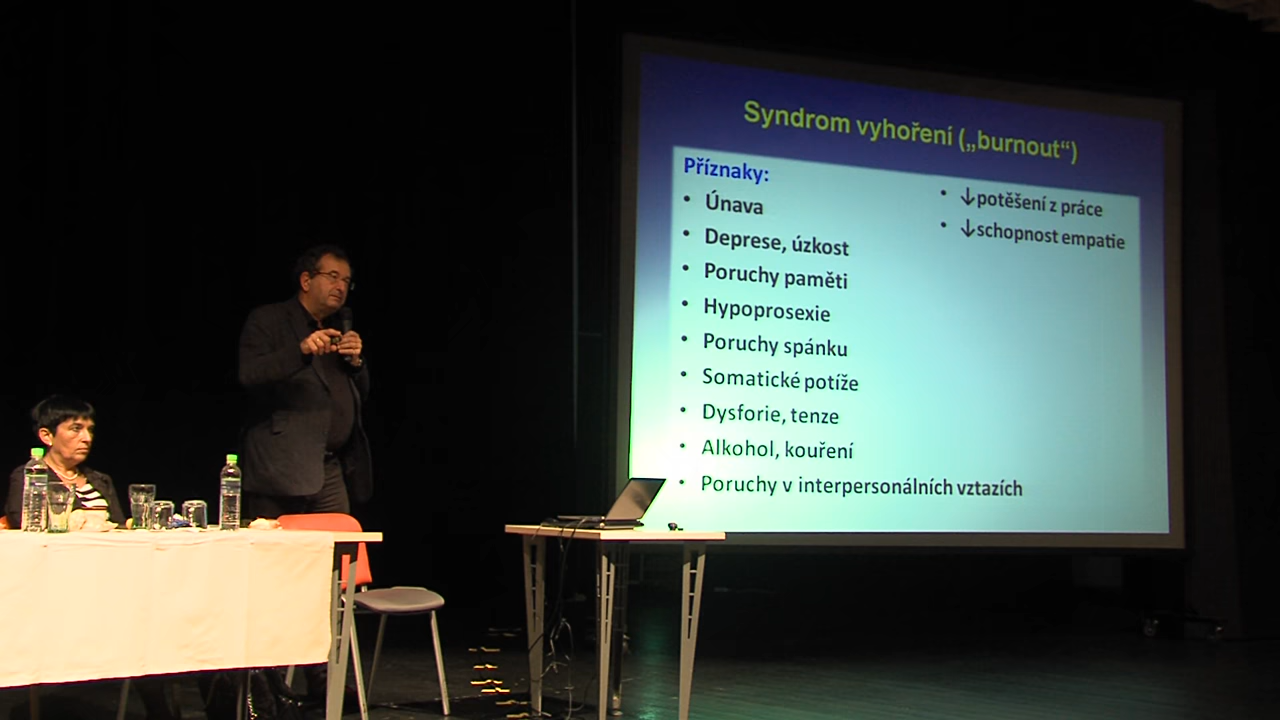 Syndrom vyhoření („burnout“)
Příznaky:
• Únava
• Deprese, úzkost
• Poruchy paměti
• Hypoprosexie
• Poruchy spánku
• Somatické potíže
• Dysforie, tenze
• Alkohol, kouření
• Poruchy v interpersonálních vztazích
• ↓potěšení z práce
• ↓schopnost empatie